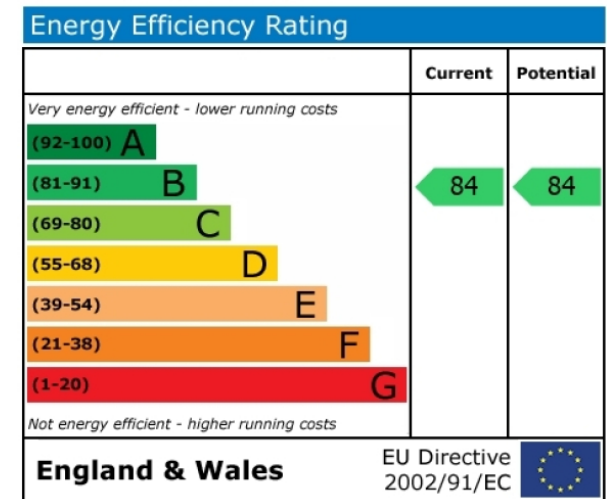 Energy Efficiency Rating
Current Potential
Very energy efficient - lower running costs
(92-100) A
(81-91) B 84 84
(69-80) C
(55-68) D
(39-54) E
(21-38) F
(1-20) G
Not energy efficient - higher running costs
England & Wales
EU Directive
2002/91/EC